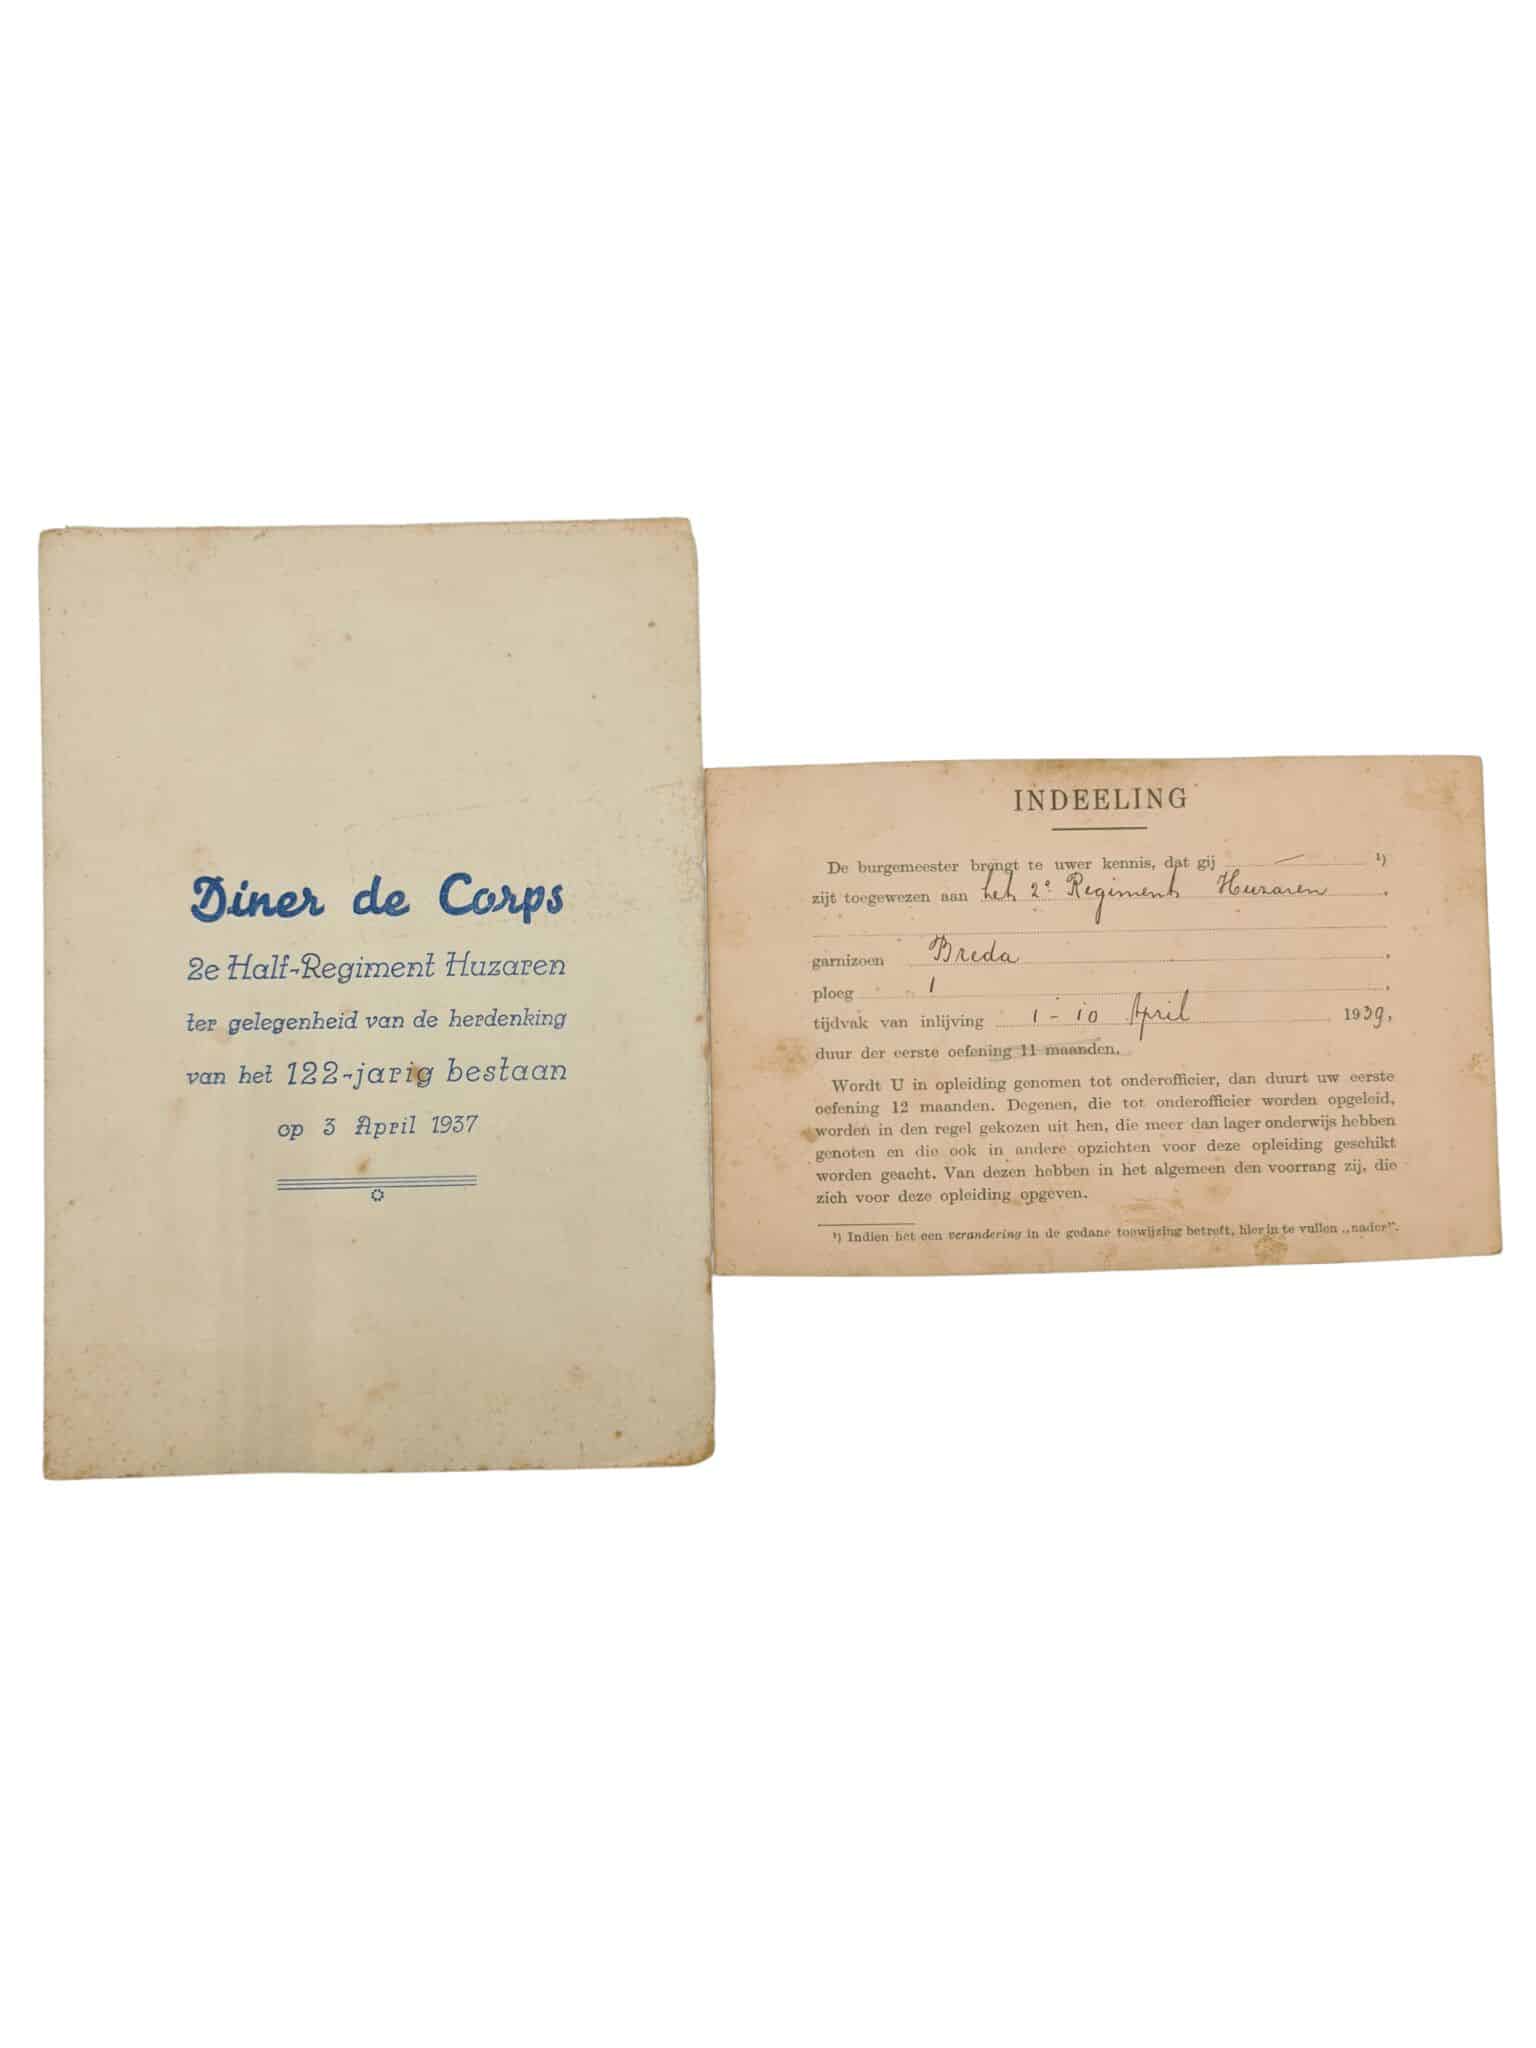 Diner de Corps
2e Half-Regiment Huzaren
ter gelegenheid van de herdenking
van het 122-jarig bestaan
op 3 April 1937
INDEELING
De burgemeester brengt te uwer kennis, dat gij — ¹)
zijt toegewezen aan het 2e Regiment Huzaren .
garnizoen Breda ,
ploeg 1 ,
tijdvak van inlijving 1 - 10 April 1939,
duur der eerste oefening 11 maanden.
Wordt U in opleiding genomen tot onderofficier, dan duurt uw eerste
oefening 12 maanden. Degenen, die tot onderofficier worden opgeleid,
worden in den regel gekozen uit hen, die meer dan lager onderwijs hebben
genoten en die ook in andere opzichten voor deze opleiding geschikt
worden geacht. Van dezen hebben in het algemeen den voorrang zij, die
zich voor deze opleiding opgeven.
¹) Indien het een verandering in de gedane toewijzing betreft, hier in te vullen „nader".